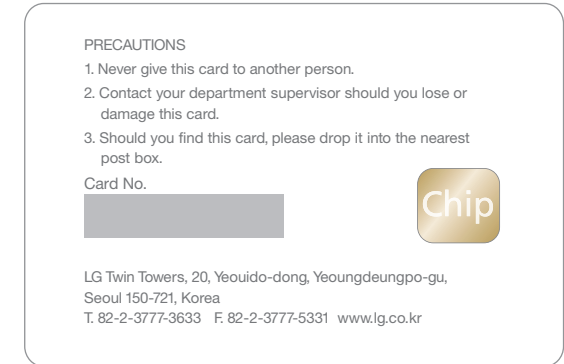 PRECAUTIONS
1. Never give this card to another person.
2. Contact your department supervisor should you lose or
damage this card.
3. Should you find this card, please drop it into the nearest
post box.
Card No.
Chip
LG Twin Towers, 20, Yeouido-dong, Yeoungdeungpo-gu,
Seoul 150-721, Korea
T. 82-2-3777-3633 F. 82-2-3777-5331 www.lg.co.kr